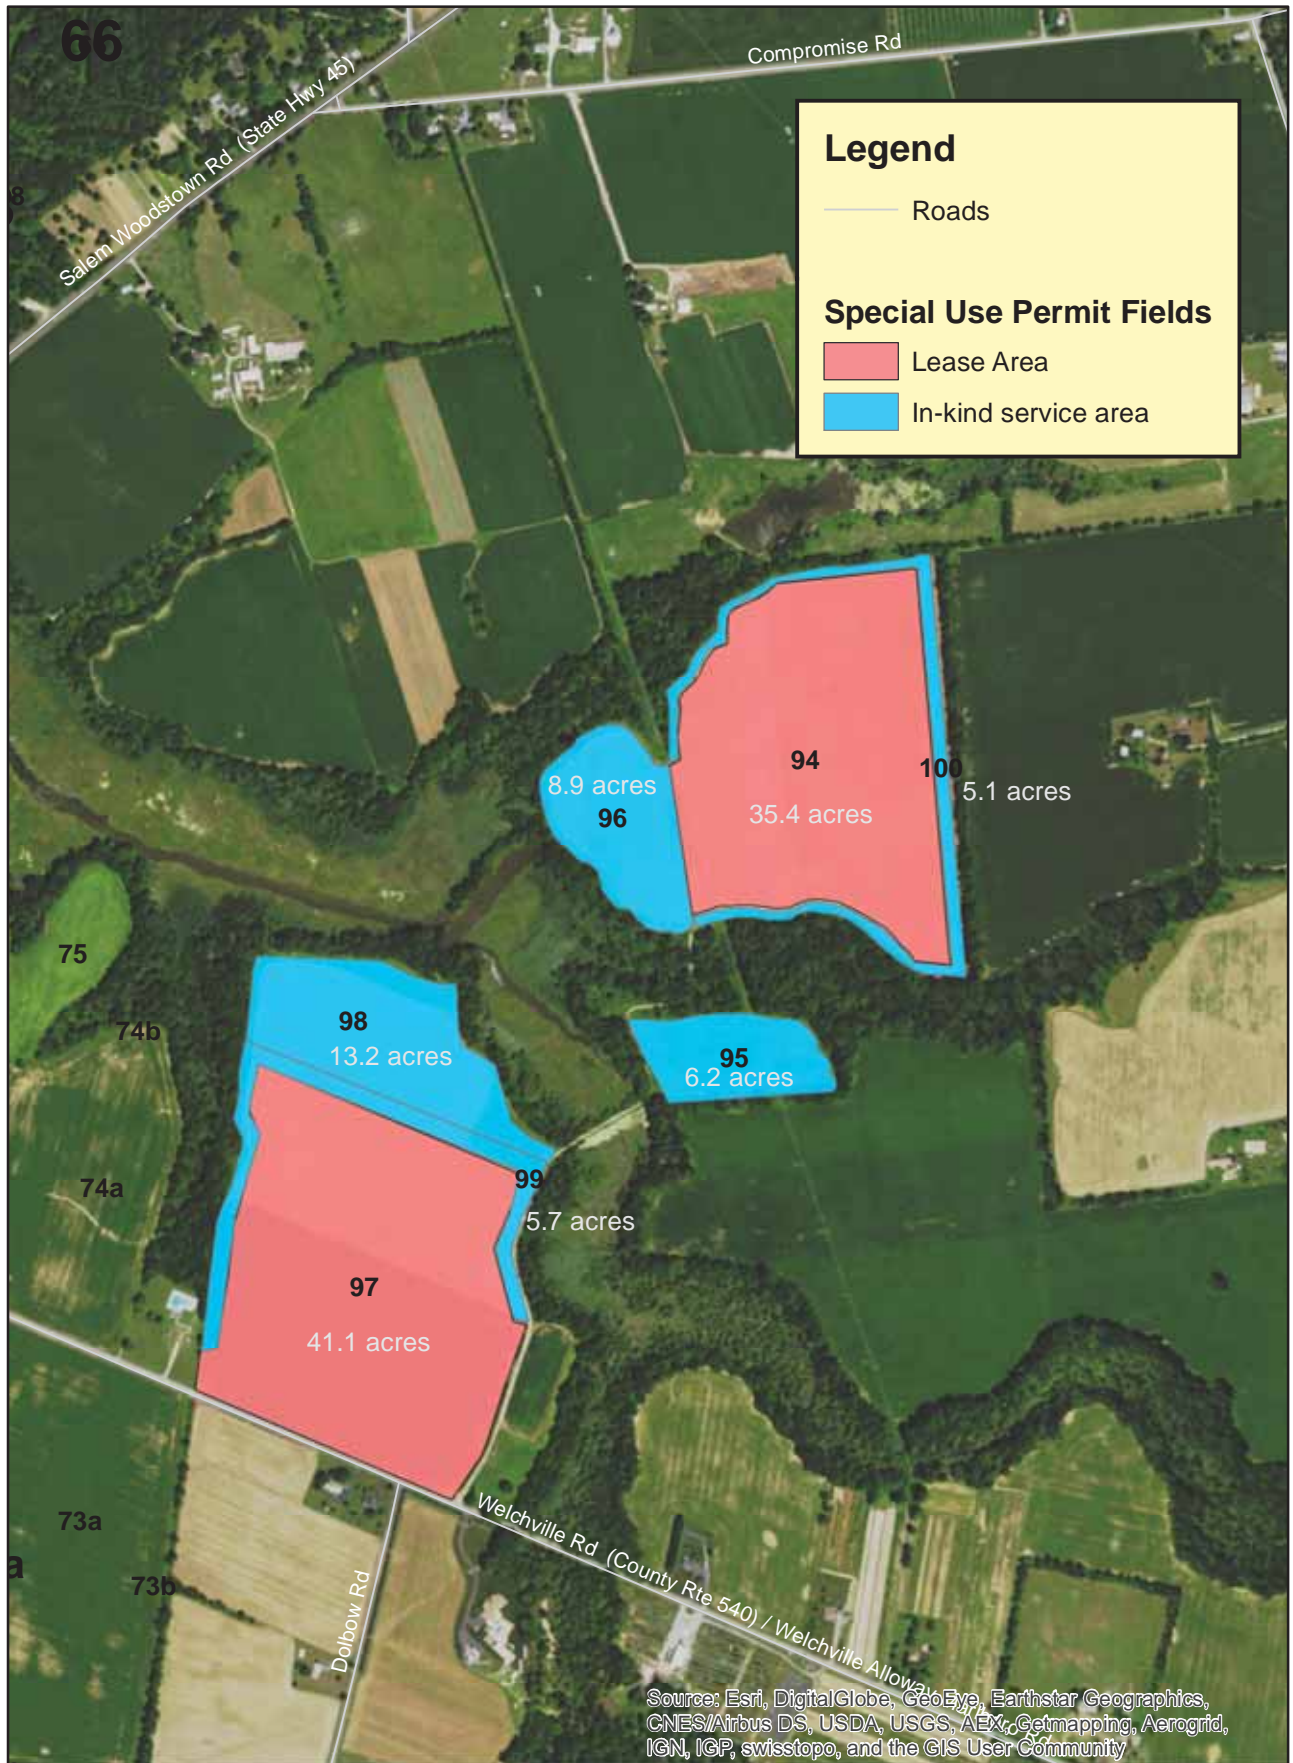 66
Compromise Rd
Salem Woodstown Rd (State Hwy 45)
Legend
Roads
Special Use Permit Fields
Lease Area
In-kind service area
94
35.4 acres
100
5.1 acres
8.9 acres
96
75
74b
98
13.2 acres
95
6.2 acres
74a
99
5.7 acres
97
41.1 acres
73a
a
73b
Dolbow Rd
Welchville Rd (County Rte 540) / Welchville Alloway
Source: Esri, DigitalGlobe, GeoEye, Earthstar Geographics,
CNES/Airbus DS, USDA, USGS, AEX, Getmapping, Aerogrid,
IGN, IGP, swisstopo, and the GIS User Community